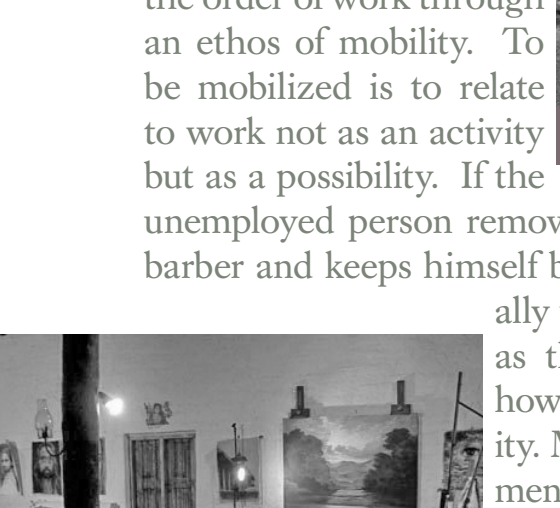 the order of work through
an ethos of mobility. To
be mobilized is to relate
to work not as an activity
but as a possibility. If the
unemployed person remov
barber and keeps himself b
ally
as t
how
ity. M
men